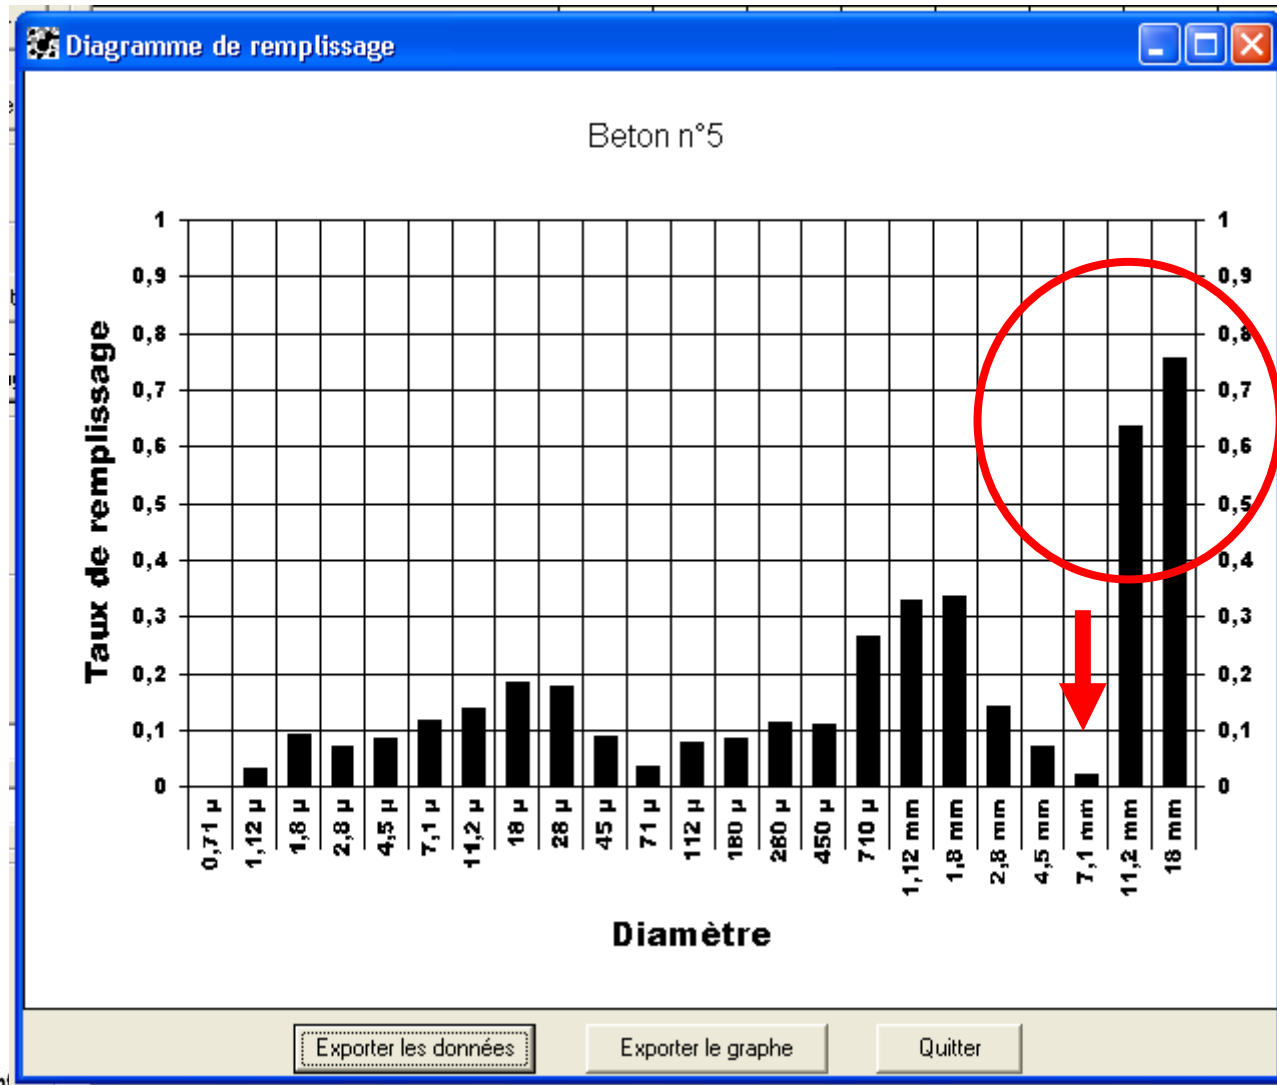 Diagramme de remplissage
Beton n°5
Taux de remplissage
1 1
0,9 0,9
0,8 0,8
0,7 0,7
0,6 0,6
0,5 0,5
0,4 0,4
0,3 0,3
0,2 0,2
0,1 0,1
0 0
0,71 µ 1,12 µ 1,8 µ 2,8 µ 4,5 µ 7,1 µ 11,2 µ 18 µ 28 µ 45 µ 71 µ 112 µ 180 µ 280 µ 450 µ 710 µ 1,12 mm 1,8 mm 2,8 mm 4,5 mm 7,1 mm 11,2 mm 18 mm
Diamètre
Exporter les données Exporter le graphe Quitter